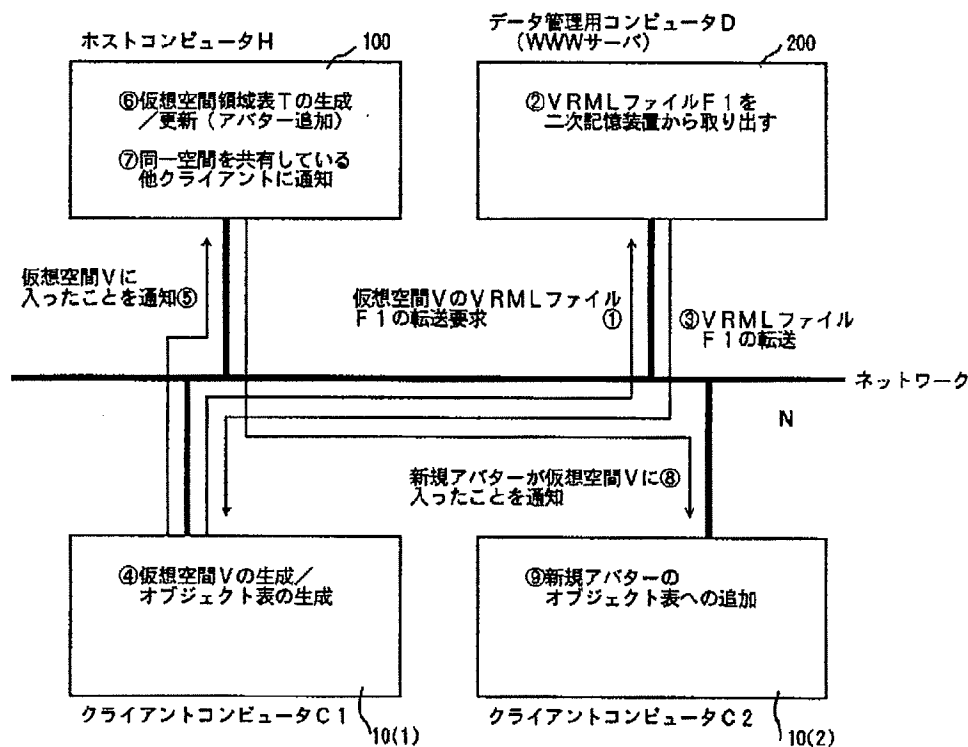 ホストコンピュータH
100
データ管理用コンピュータD
(WWWサーバ)
200
⑥仮想空間領域表Tの生成
/更新(アバター追加)
⑦同一空間を共有している
他クライアントに通知
②VRMLファイルF1を
二次記憶装置から取り出す
仮想空間Vに
入ったことを通知⑤
仮想空間VのVRMLファイル
F1の転送要求
①
③VRMLファイル
F1の転送
ネットワーク
N
新規アバターが仮想空間Vに⑧
入ったことを通知
④仮想空間Vの生成/
オブジェクト表の生成
⑨新規アバターの
オブジェクト表への追加
クライアントコンピュータC1
10(1)
クライアントコンピュータC2
10(2)